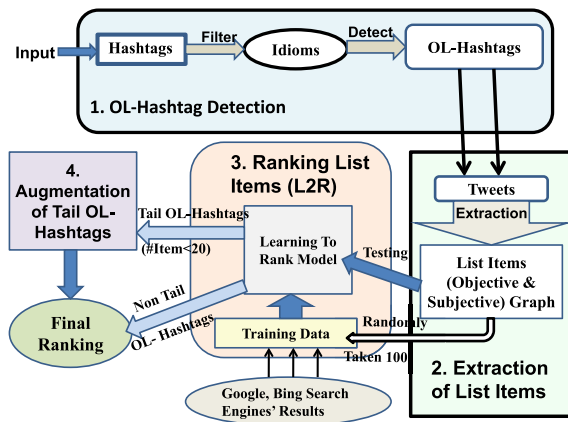 Input
Hashtags
Filter
Idioms
Detect
OL-Hashtags
1. OL-Hashtag Detection
4.
Augmentation
of Tail OL-
Hashtags
3. Ranking List
Items (L2R)
Tail OL-Hashtags
(#Item<20)
Learning To
Rank Model
Testing
Tweets
Extraction
List Items
(Objective &
Subjective) Graph
Non Tail
OL- Hashtags
Final
Ranking
Training Data
Randomly
Taken 100
Google, Bing Search
Engines' Results
2. Extraction
of List Items